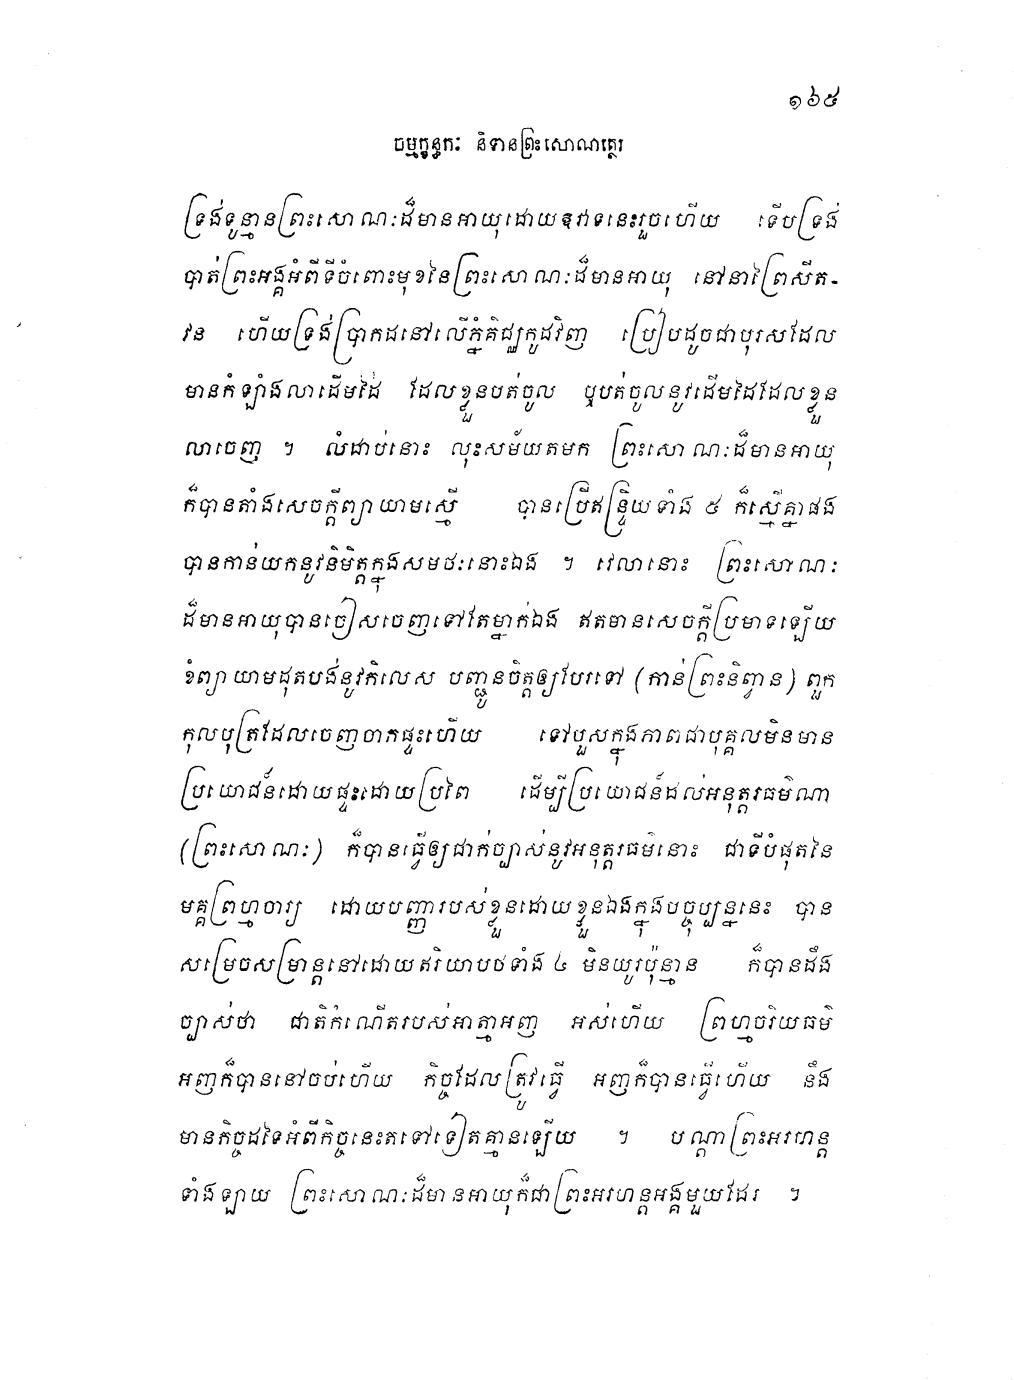 ១៦៥
ចម្មក្ខន្ធកៈ និទានព្រះសោណត្ថេរ
ទ្រង់ទូន្មានព្រះសោណៈដ៏មានអាយុដោយឱវាទនេះរួចហើយ ទើបទ្រង់
បាត់ព្រះអង្គអំពីទីចំពោះមុខនៃព្រះសោណៈដ៏មានអាយុ នៅនាព្រៃសីត-
វ័ន ហើយទ្រង់ប្រាកដនៅលើភ្នំគិជ្ឈកូដវិញ ប្រៀបដូចជាបុរសដែល
មានកំឡាំងលាដើមដៃ ដែលខ្លួនបត់ចូល ឬបត់ចូលនូវដើមដៃដែលខ្លួន
លាចេញ ។ លំដាប់នោះ លុះសម័យតមក ព្រះសោណៈដ៏មានអាយុ
ក៏បានតាំងសេចក្តីព្យាយាមស្មើ បានប្រើឥន្ទ្រិយទាំង ៥ ក៏ស្មើគ្នាផង
បានកាន់យកនូវនិមិត្តក្នុងសមថៈនោះឯង ។ វេលានោះ ព្រះសោណៈ
ដ៏មានអាយុបានចៀសចេញទៅតែម្នាក់ឯង ឥតមានសេចក្តីប្រមាទឡើយ
ខំព្យាយាមដុតបង់នូវកិលេស បញ្ជូនចិត្តឲ្យបែរទៅ (កាន់ព្រះនិព្វាន) ពួក
កុលបុត្រដែលចេញចាកផ្ទះហើយ ទៅបួសក្នុងភាពជាបុគ្គលមិនមាន
ប្រយោជន៍ដោយផ្ទះដោយប្រពៃ ដើម្បីប្រយោជន៍ដល់អនុត្តរធម៌ណា
(ព្រះសោណៈ) ក៏បានធ្វើឲ្យជាក់ច្បាស់នូវអនុត្តរធម៌នោះ ជាទីបំផុតនៃ
មគ្គព្រហ្មចារ្យ ដោយបញ្ញារបស់ខ្លួនដោយខ្លួនឯងក្នុងបច្ចុប្បន្ននេះ បាន
សម្រេចសម្រាន្តនៅដោយឥរិយាបថទាំង ៤ មិនយូរប៉ុន្មាន ក៏បានដឹង
ច្បាស់ថា ជាតិកំណើតរបស់អាត្មាអញ អស់ហើយ ព្រហ្មចរិយធម៌
អញក៏បាននៅចប់ហើយ កិច្ចដែលត្រូវធ្វើ អញក៏បានធ្វើហើយ នឹង
មានកិច្ចដទៃអំពីកិច្ចនេះតទៅទៀតគ្មានឡើយ ។ បណ្តាព្រះអរហន្ត
ទាំងឡាយ ព្រះសោណៈដ៏មានអាយុក៏ជាព្រះអរហន្តអង្គមួយដែរ ។